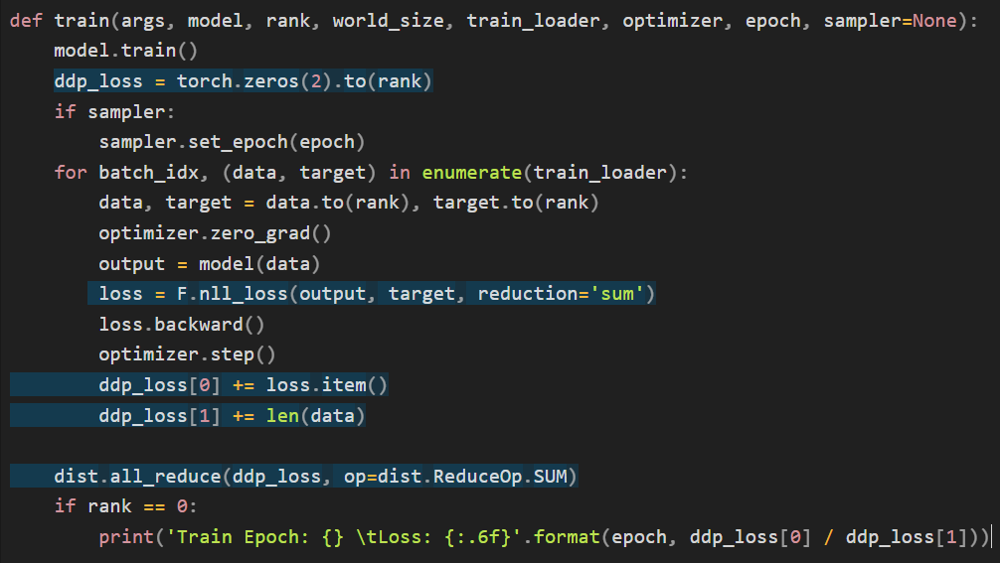 def train(args, model, rank, world_size, train_loader, optimizer, epoch, sampler=None):
    model.train()
    ddp_loss = torch.zeros(2).to(rank)
    if sampler:
        sampler.set_epoch(epoch)
    for batch_idx, (data, target) in enumerate(train_loader):
        data, target = data.to(rank), target.to(rank)
        optimizer.zero_grad()
        output = model(data)
        loss = F.nll_loss(output, target, reduction='sum')
        loss.backward()
        optimizer.step()
        ddp_loss[0] += loss.item()
        ddp_loss[1] += len(data)

    dist.all_reduce(ddp_loss, op=dist.ReduceOp.SUM)
    if rank == 0:
        print('Train Epoch: {} \tLoss: {:.6f}'.format(epoch, ddp_loss[0] / ddp_loss[1]))